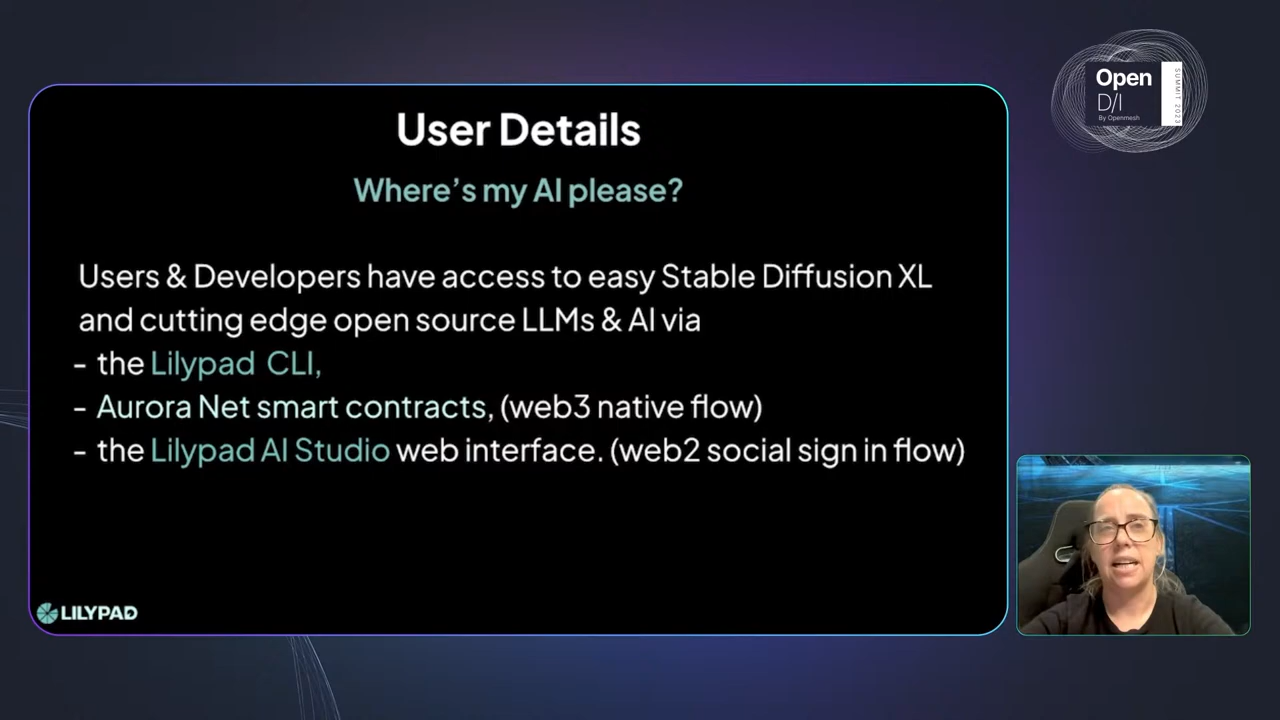 User Details
Where's my AI please?
Users & Developers have access to easy Stable Diffusion XL
and cutting edge open source LLMs & AI via
- the Lilypad CLI,
- Aurora Net smart contracts, (web3 native flow)
- the Lilypad AI Studio web interface. (web2 social sign in flow)
LILYPAD
Open
D/I
By Openmesh
SUMMIT 2023